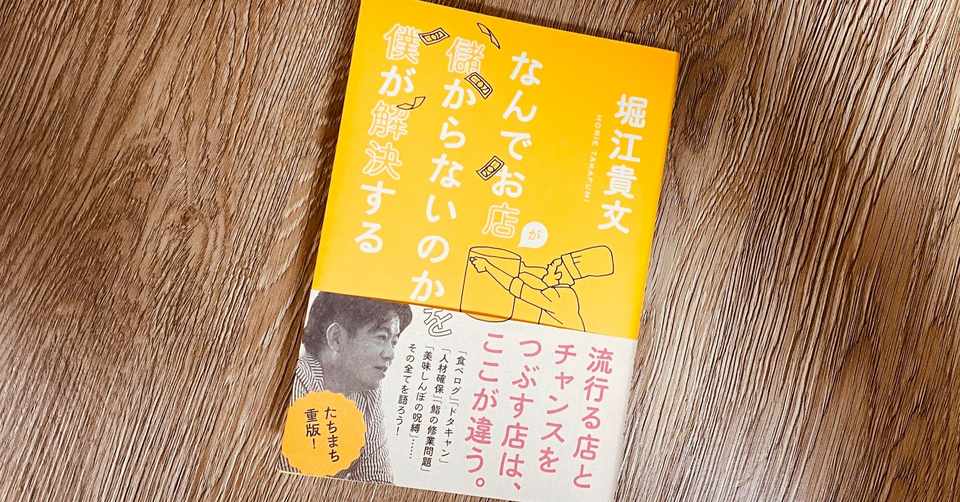 堀江貴文
HORIE TAKAFUMI
なんでお店が
儲からないのかを
僕が解決する
流行る店と
チャンスを
つぶす店は、
ここが違う。
「食べログ」「ドタキャン」
「人材確保」「鮨の修業問題」
「美味しんぼの呪縛」……
その全てを語ろう!
たちまち
重版!